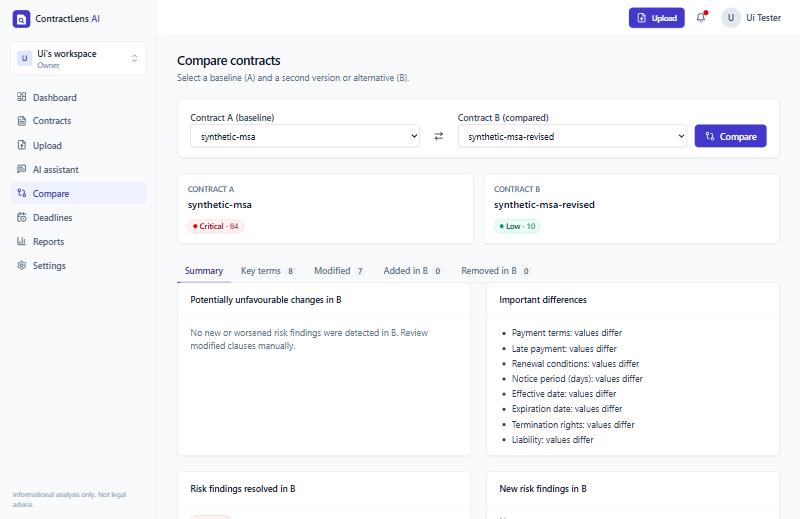 ContractLens AI
Upload
Ui Tester
U
U
Ui's workspace
Owner
Dashboard
Contracts
Upload
AI assistant
Compare
Deadlines
Reports
Settings
Informational analysis only. Not legal
advice.
Compare contracts
Select a baseline (A) and a second version or alternative (B).
Contract A (baseline)
synthetic-msa
Contract B (compared)
synthetic-msa-revised
Compare
CONTRACT A
synthetic-msa
Critical · 84
CONTRACT B
synthetic-msa-revised
Low · 10
Summary
Key terms 8
Modified 7
Added in B 0
Removed in B 0
Potentially unfavourable changes in B
No new or worsened risk findings were detected in B. Review
modified clauses manually.
Important differences
• Payment terms: values differ
• Late payment: values differ
• Renewal conditions: values differ
• Notice period (days): values differ
• Effective date: values differ
• Expiration date: values differ
• Termination rights: values differ
• Liability: values differ
Risk findings resolved in B
New risk findings in B